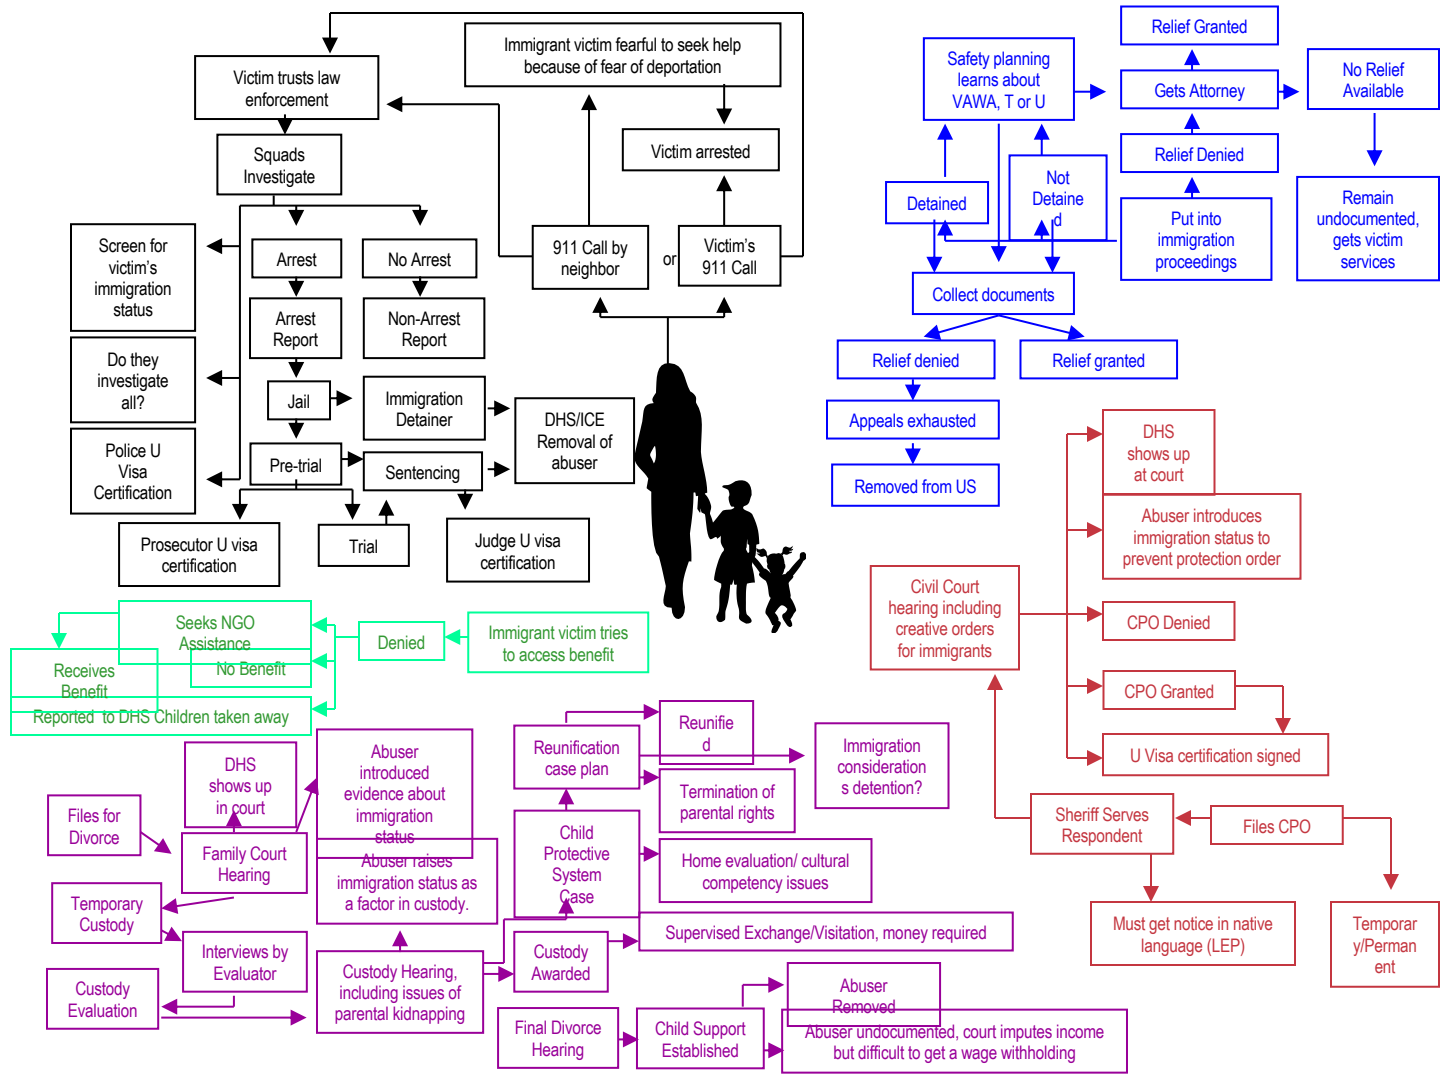 Immigrant victim fearful to seek help
because of fear of deportation
Victim trusts law
enforcement
Victim arrested
Squads
Investigate
Screen for
victim's
immigration
status
Arrest
No Arrest
911 Call by
neighbor
or
Victim's
911 Call
Arrest
Report
Non-Arrest
Report
Do they
investigate
all?
Jail
Immigration
Detainer
DHS/ICE
Removal of
abuser
Police U
Visa
Certification
Pre-trial
Sentencing
Prosecutor U visa
certification
Trial
Judge U visa
certification
Relief Granted
Safety planning
learns about
VAWA, T or U
Gets Attorney
No Relief
Available
Relief Denied
Detained
Not
Detaine
d
Put into
immigration
proceedings
Remain
undocumented,
gets victim
services
Collect documents
Relief denied
Relief granted
Appeals exhausted
Removed from US
DHS
shows up
at court
Abuser introduces
immigration status to
prevent protection order
Civil Court
hearing including
creative orders
for immigrants
CPO Denied
CPO Granted
U Visa certification signed
Sheriff Serves
Respondent
Files CPO
Must get notice in native
language (LEP)
Temporar
y/Perman
ent
Seeks NGO
Assistance
Denied
Immigrant victim tries
to access benefit
Receives
Benefit
No Benefit
Reported  to DHS Children taken away
DHS
shows up
in court
Abuser
introduced
evidence about
immigration
status
Files for
Divorce
Family Court
Hearing
Abuser raises
immigration status as
a factor in custody.
Temporary
Custody
Interviews by
Evaluator
Custody
Evaluation
Custody Hearing,
including issues of
parental kidnapping
Reunifie
d
Reunification
case plan
Immigration
consideration
s detention?
Termination of
parental rights
Child
Protective
System
Case
Home evaluation/ cultural
competency issues
Custody
Awarded
Supervised Exchange/Visitation, money required
Final Divorce
Hearing
Child Support
Established
Abuser
Removed
Abuser undocumented, court imputes income
but difficult to get a wage withholding